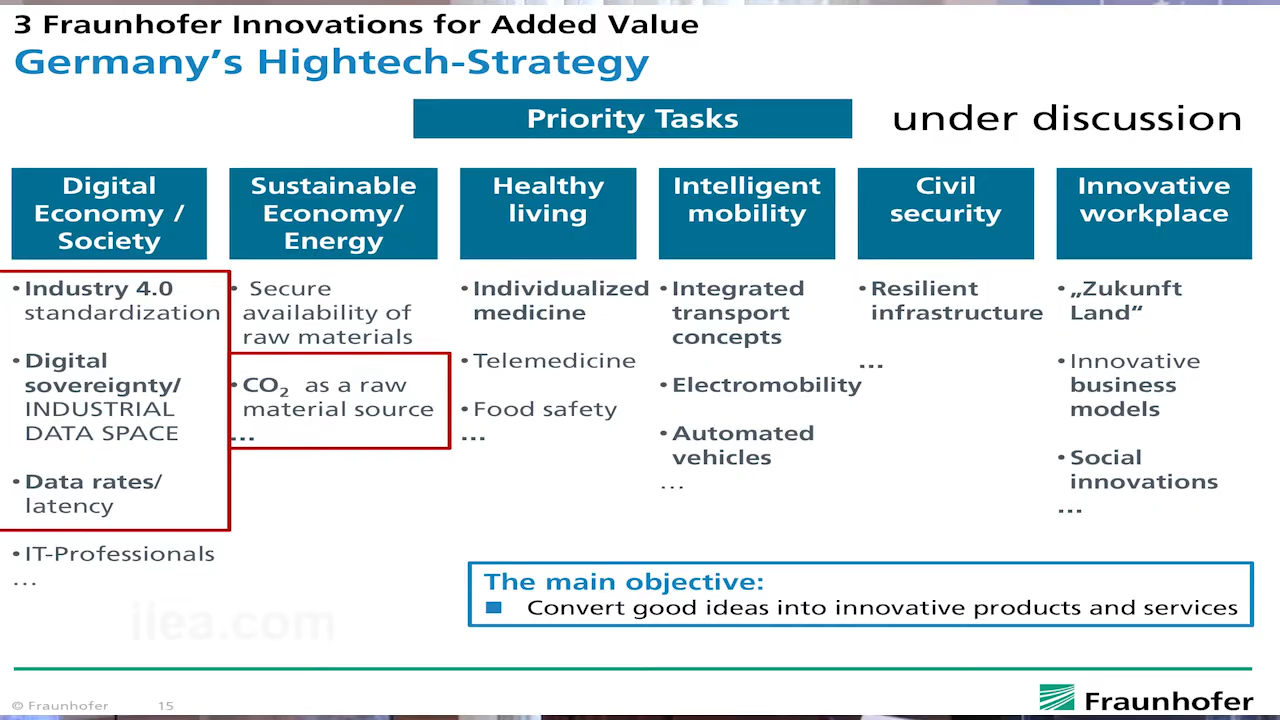 3 Fraunhofer Innovations for Added Value
Germany's Hightech-Strategy
Priority Tasks
under discussion
Digital
Economy /
Society
• Industry 4.0
standardization
• Digital
sovereignty/
INDUSTRIAL
DATA SPACE
• Data rates/
latency
• IT-Professionals
...
Sustainable
Economy/
Energy
• Secure
availability of
raw materials
• CO₂ as a raw
material source
...
Healthy
living
• Individualized
medicine
• Telemedicine
• Food safety
...
Intelligent
mobility
• Integrated
transport
concepts
• Electromobility
• Automated
vehicles
...
Civil
security
• Resilient
infrastructure
...
Innovative
workplace
• „Zukunft
Land“
• Innovative
business
models
• Social
innovations
...
The main objective:
■ Convert good ideas into innovative products and services
iiea.com
© Fraunhofer 15
Fraunhofer